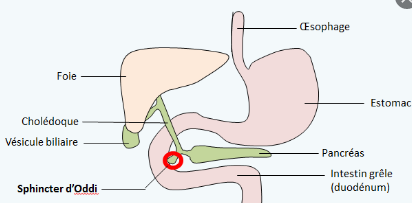 Œsophage
Foie
Estomac
Cholédoque
Vésicule biliaire
Pancréas
Sphincter d'Oddi
Intestin grêle
(duodénum)